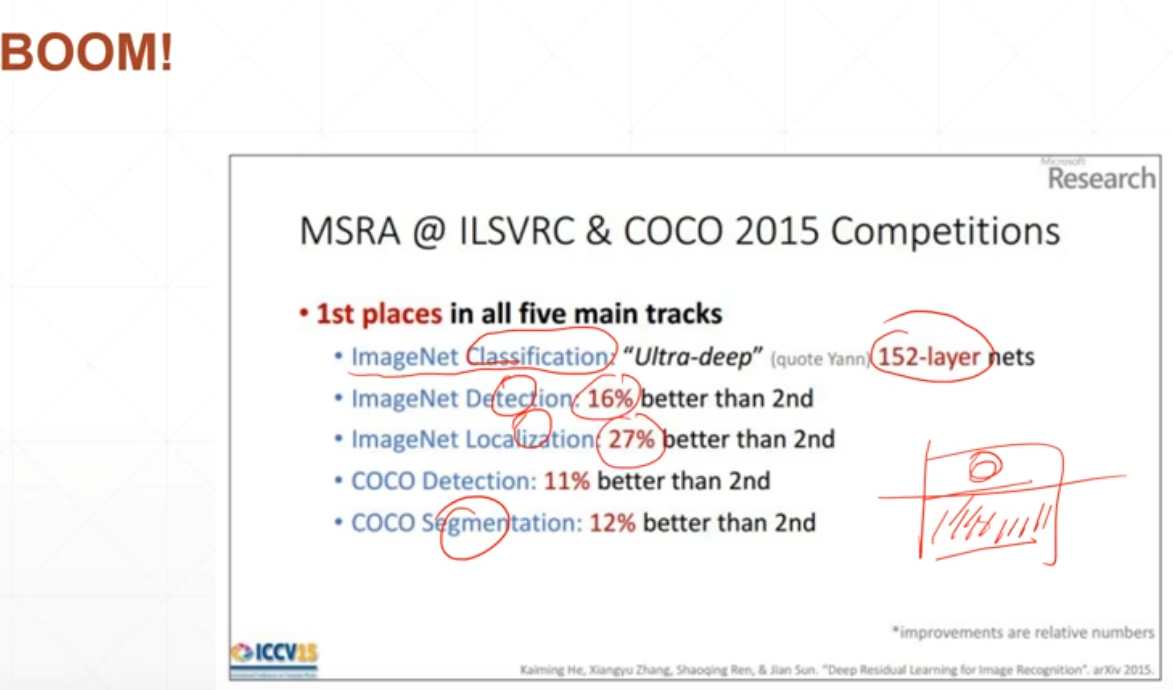 BOOM!
Microsoft
Research
MSRA @ ILSVRC & COCO 2015 Competitions
• 1st places in all five main tracks
• ImageNet Classification: “Ultra-deep” (quote Yann) 152-layer nets
• ImageNet Detection: 16% better than 2nd
• ImageNet Localization: 27% better than 2nd
• COCO Detection: 11% better than 2nd
• COCO Segmentation: 12% better than 2nd
*improvements are relative numbers
ICCV15
Kaiming He, Xiangyu Zhang, Shaoqing Ren, & Jian Sun. “Deep Residual Learning for Image Recognition”. arXiv 2015.